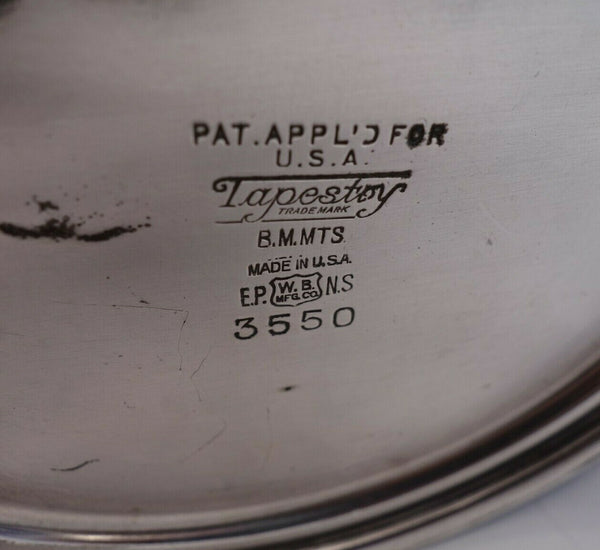 PAT. APPL'D FOR
U.S.A.
Tapestry
TRADE MARK
B.M.MTS.
MADE IN U.S.A.
E.P. W.B. MFG. CO. N.S
3550